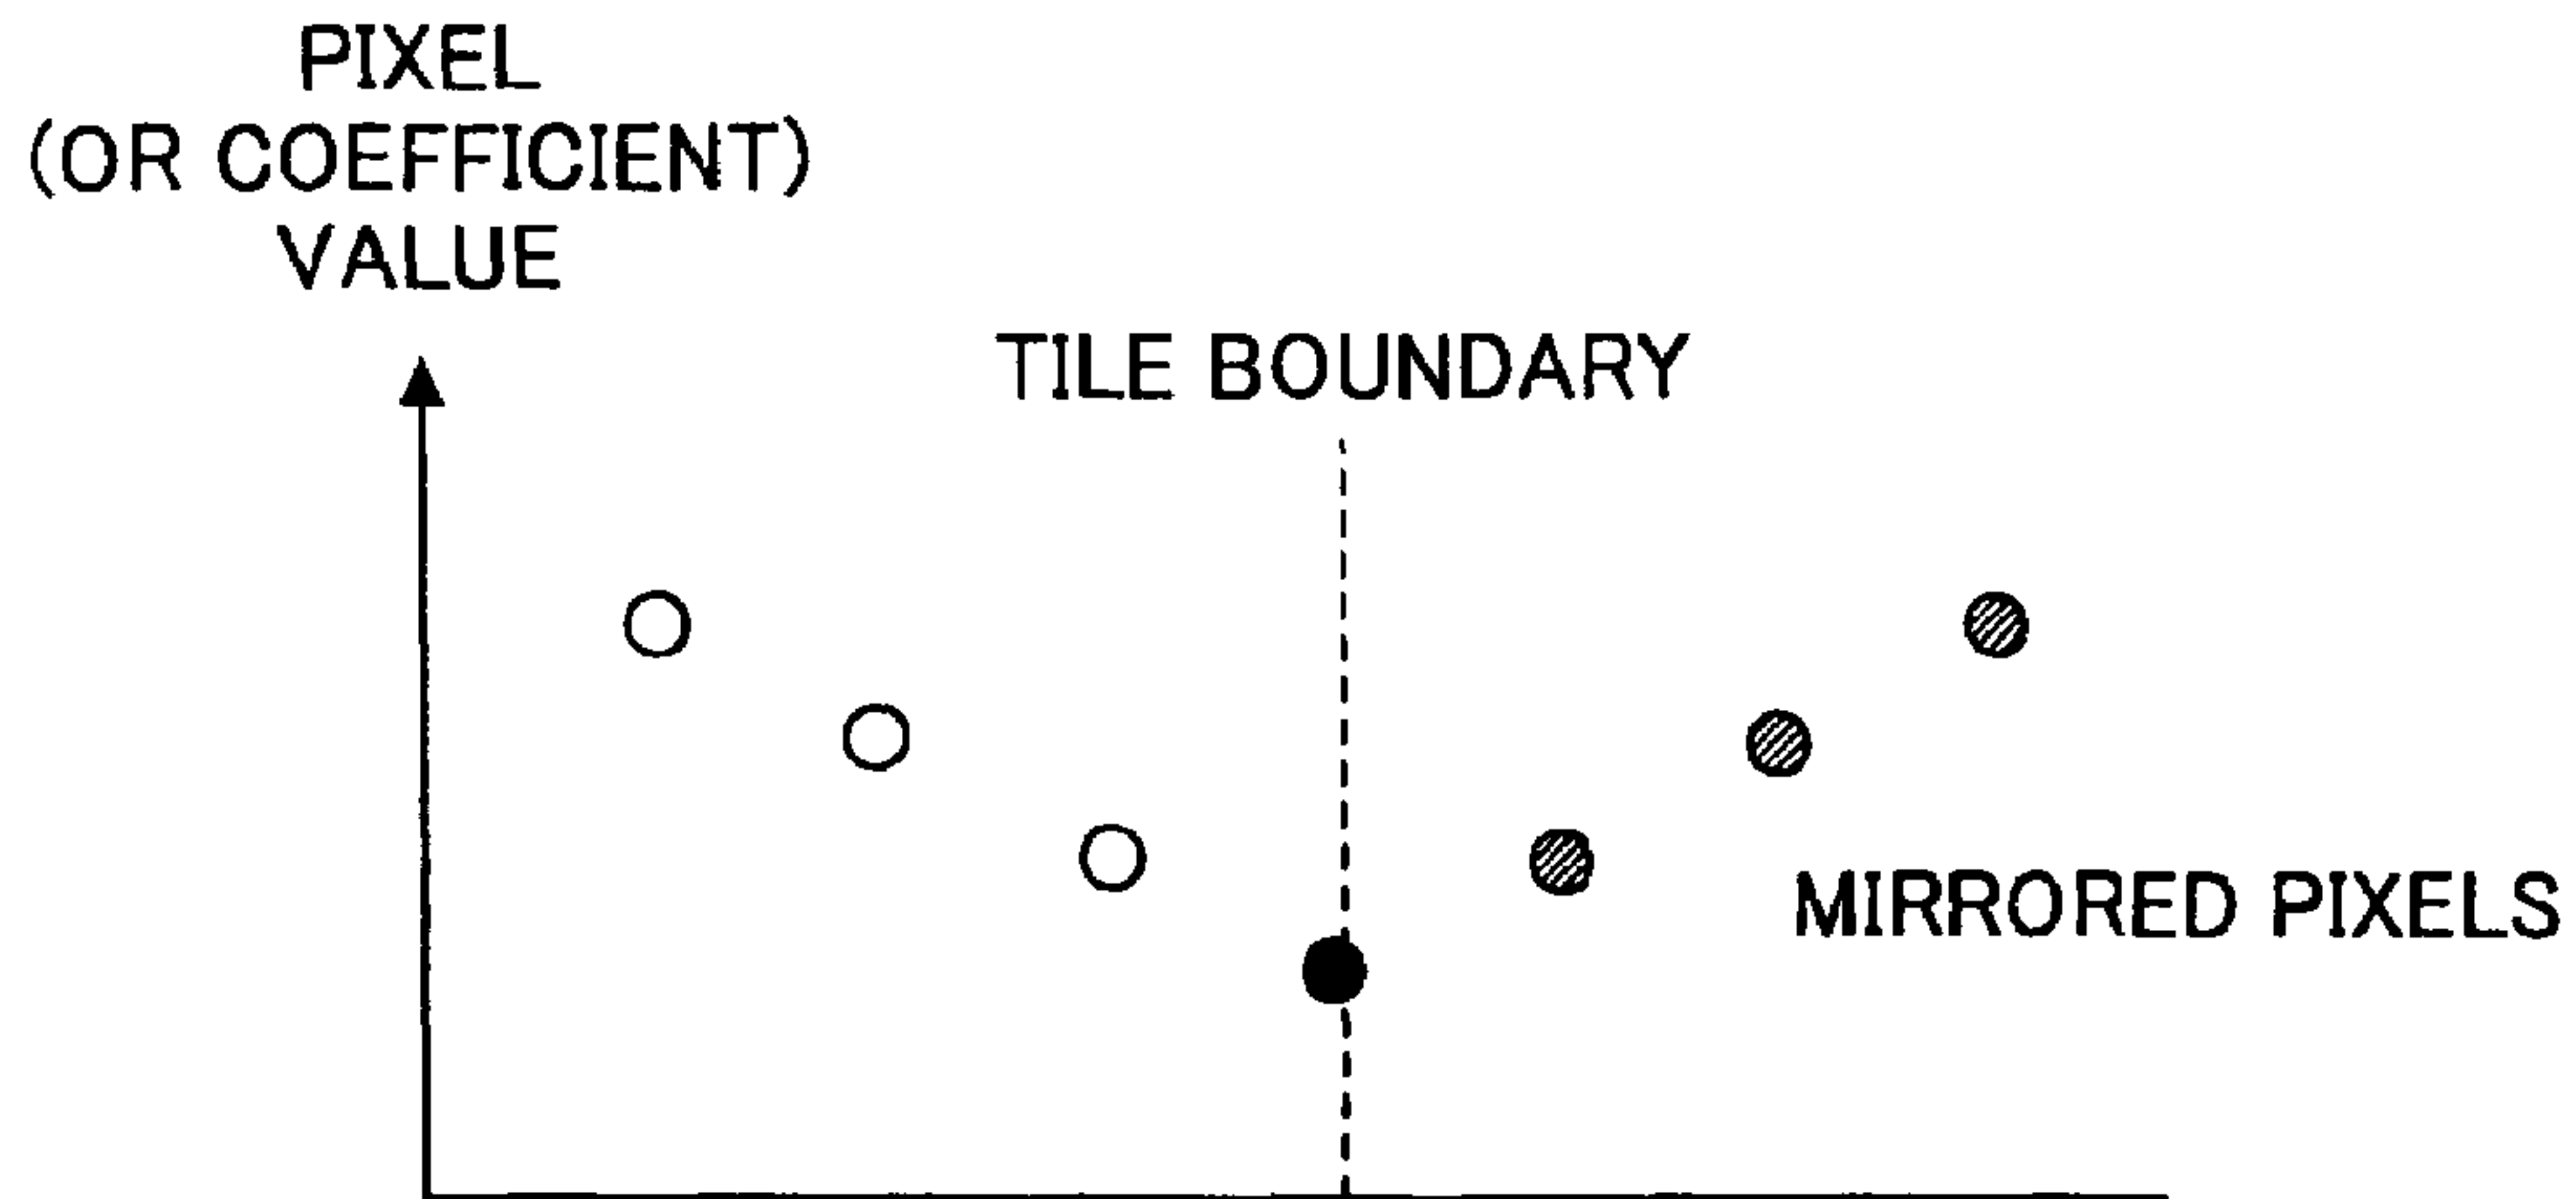 PIXEL
(OR COEFFICIENT)
VALUE
TILE BOUNDARY
MIRRORED PIXELS